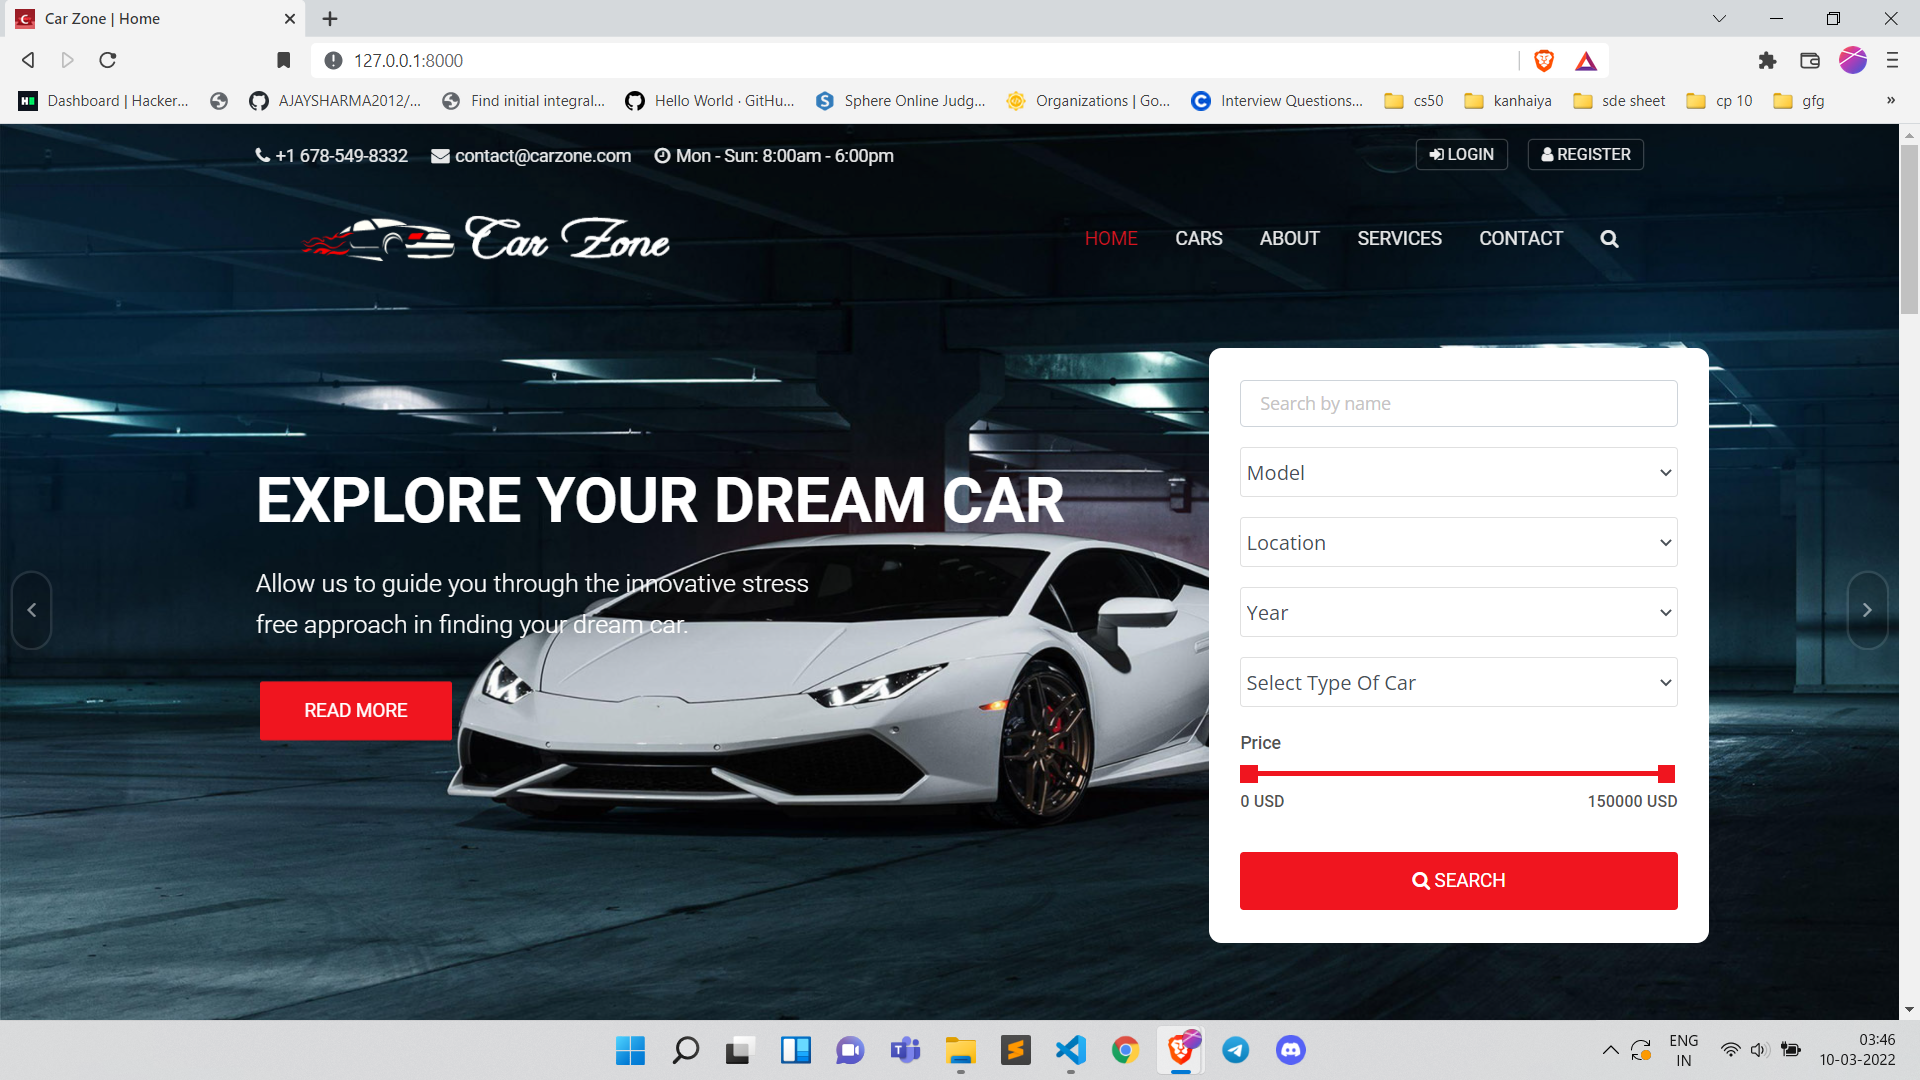 Car Zone | Home
127.0.0.1:8000
Dashboard | Hacker...
AJAYSHARMA2012/...
Find initial integral...
Hello World · GitHu...
Sphere Online Judg...
Organizations | Go...
Interview Questions...
cs50
kanhaiya
sde sheet
cp 10
gfg
»
+1 678-549-8332
contact@carzone.com
Mon - Sun: 8:00am - 6:00pm
LOGIN
REGISTER
Car Zone
HOME
CARS
ABOUT
SERVICES
CONTACT
EXPLORE YOUR DREAM CAR
Allow us to guide you through the innovative stress
free approach in finding your dream car.
READ MORE
Search by name
Model
Location
Year
Select Type Of Car
Price
0 USD
150000 USD
SEARCH
ENG
IN
03:46
10-03-2022